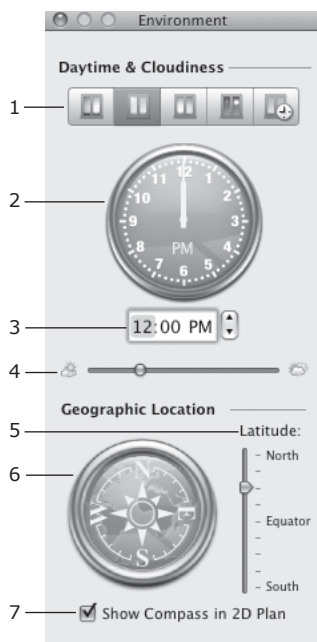 Environment
Daytime & Cloudiness
1
12
1
2
3
4
5
6
7
8
9
10
11
PM
2
3
12:00 PM
4
Geographic Location
5
Latitude:
6
N
E
S
W
North
Equator
South
7
Show Compass in 2D Plan